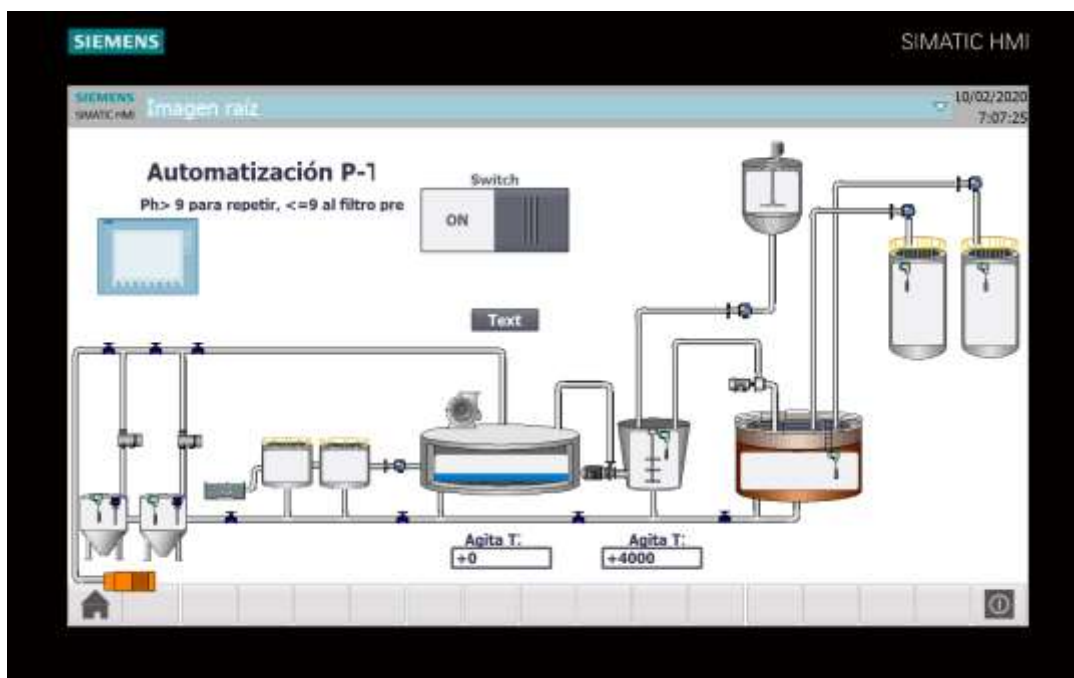 SIEMENS
SIMATIC HMI
SIEMENS
SIMATIC HMI
Imagen raíz
10/02/2020
7:07:25
Automatización P-1
Ph> 9 para repetir, <=9 al filtro pre
Switch
ON
Text
Agita T:
+0
Agita T:
+4000